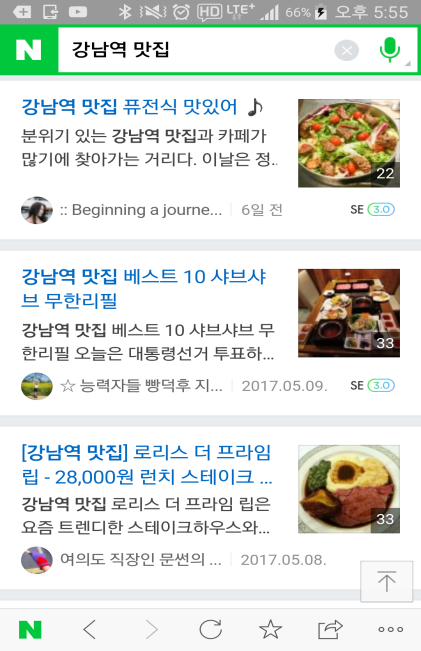 HD LTE+ 66% 오후 5:55
N 강남역 맛집
강남역 맛집 퓨전식 맛있어 ♪
분위기 있는 강남역 맛집과 카페가
많기에 찾아가는 거리다. 이날은 정..
22
:: Beginning a journe... 6일 전 SE 3.0
강남역 맛집 베스트 10 샤브샤
브 무한리필
강남역 맛집 베스트 10 샤브샤브 무
한리필 오늘은 대통령선거 투표하...
33
☆ 능력자들 빵덕후 지... 2017.05.09. SE 3.0
[강남역 맛집] 로리스 더 프라임
립 - 28,000원 런치 스테이크 ...
강남역 맛집 로리스 더 프라임 립은
요즘 트렌디한 스테이크하우스와...
33
여의도 직장인 문썬의 ... 2017.05.08.
N